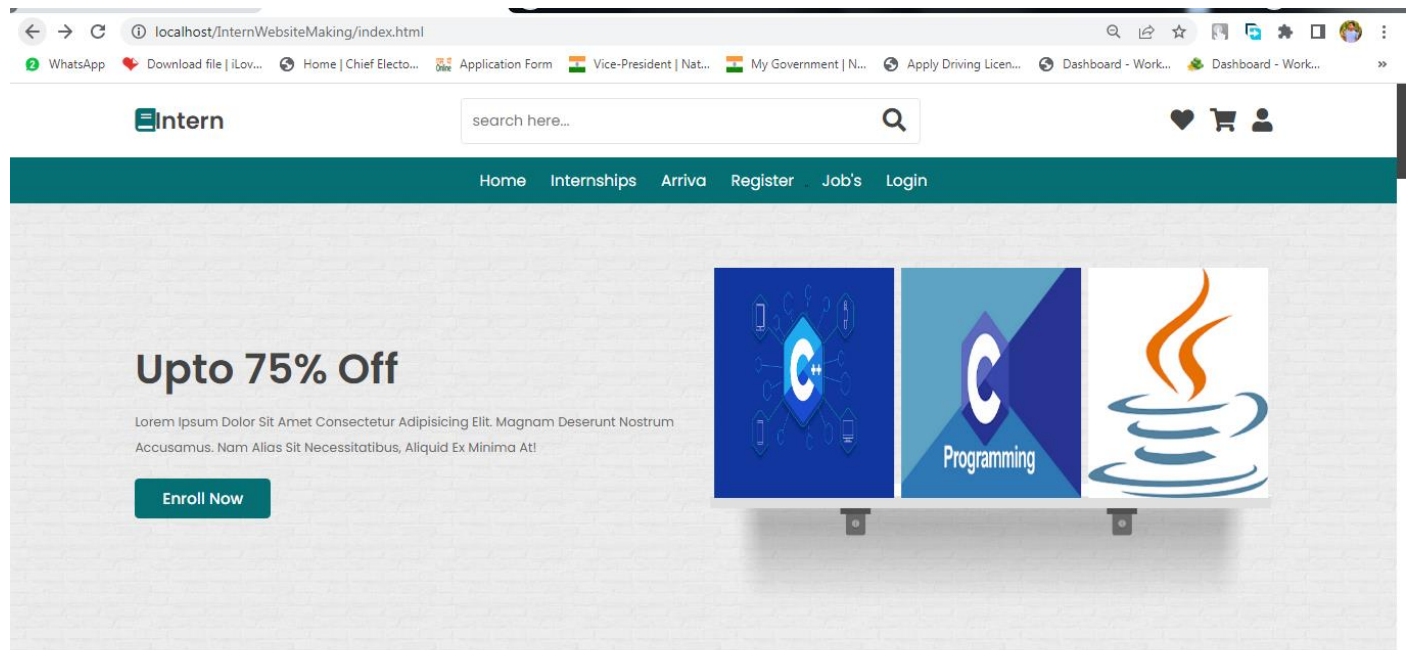 localhost/InternWebsiteMaking/index.html
2 WhatsApp Download file | iLov... Home | Chief Electo... Online Application Form Vice-President | Nat... My Government | N... Apply Driving Licen... Dashboard - Work... Dashboard - Work... »
Intern search here...
Home Internships Arriva Register Job's Login
C++
C
Programming
Upto 75% Off
Lorem Ipsum Dolor Sit Amet Consectetur Adipisicing Elit. Magnam Deserunt Nostrum
Accusamus. Nam Alias Sit Necessitatibus, Aliquid Ex Minima At!
Enroll Now